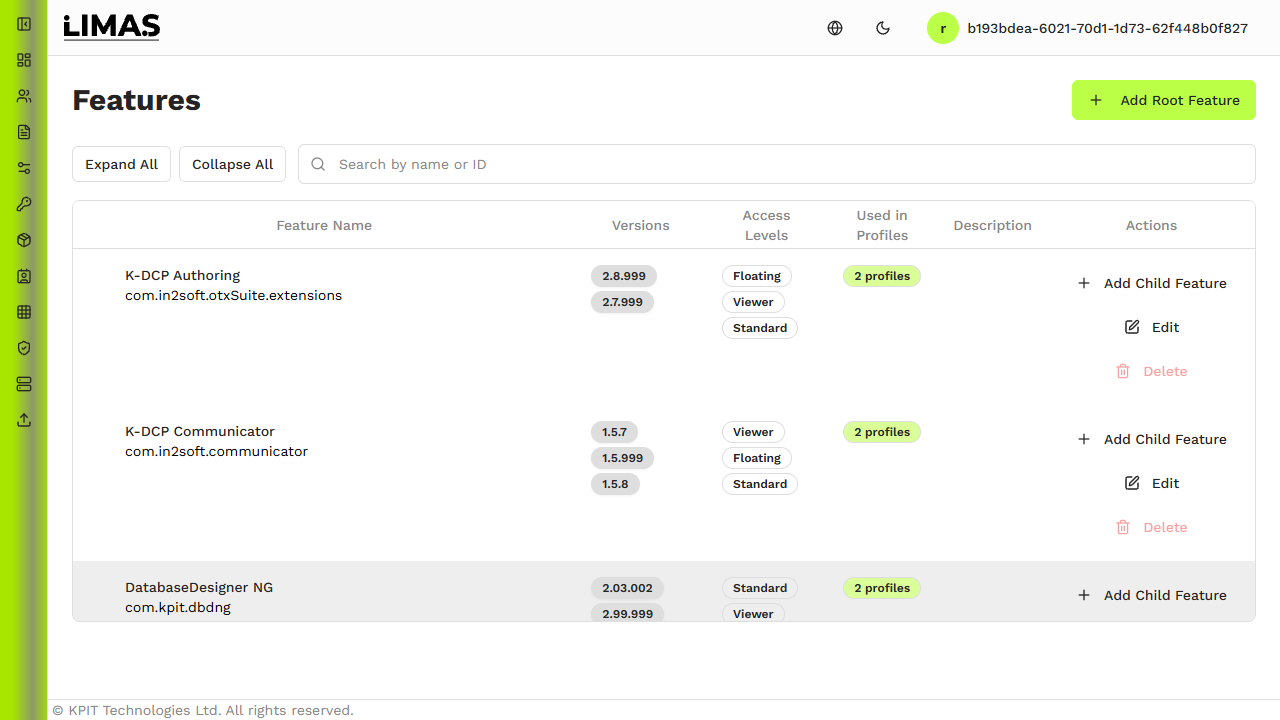 LIMAS
r
b193bdea-6021-70d1-1d73-62f448b0f827
Features
Add Root Feature
Expand All
Collapse All
Search by name or ID
Feature Name
Versions
Access Levels
Used in Profiles
Description
Actions
K-DCP Authoring
com.in2soft.otxSuite.extensions
2.8.999
2.7.999
Floating
Viewer
Standard
2 profiles
Add Child Feature
Edit
Delete
K-DCP Communicator
com.in2soft.communicator
1.5.7
1.5.999
1.5.8
Viewer
Floating
Standard
2 profiles
Add Child Feature
Edit
Delete
DatabaseDesigner NG
com.kpit.dbdng
2.03.002
2.99.999
Standard
Viewer
2 profiles
Add Child Feature
© KPIT Technologies Ltd. All rights reserved.